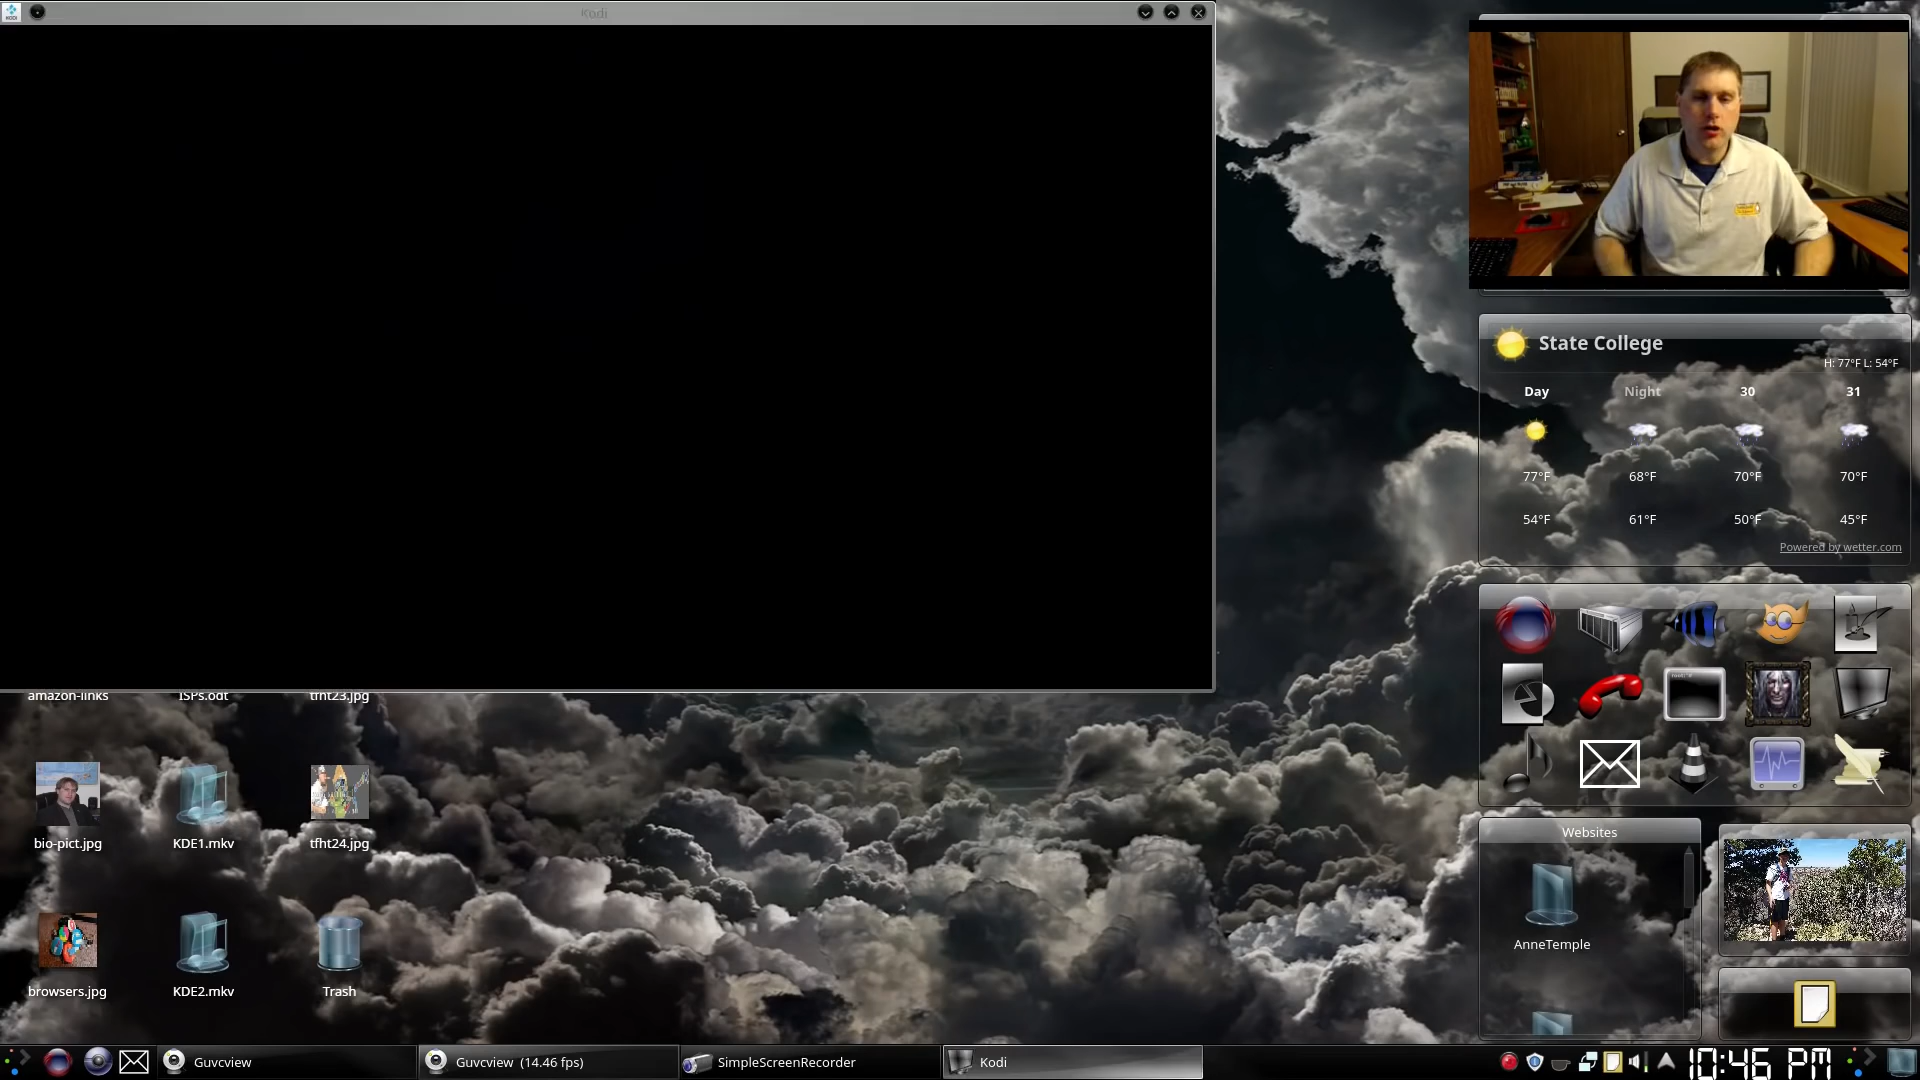 Kodi
State College
H: 77°F L: 54°F
Day Night 30 31
77°F 68°F 70°F 70°F
54°F 61°F 50°F 45°F
Powered by wetter.com
amazon-links ISPs.odt tfht23.jpg
bio-pict.jpg KDE1.mkv tfht24.jpg
browsers.jpg KDE2.mkv Trash
Websites
AnneTemple
Guvcview Guvcview (14.46 fps) SimpleScreenRecorder Kodi 10:46 PM